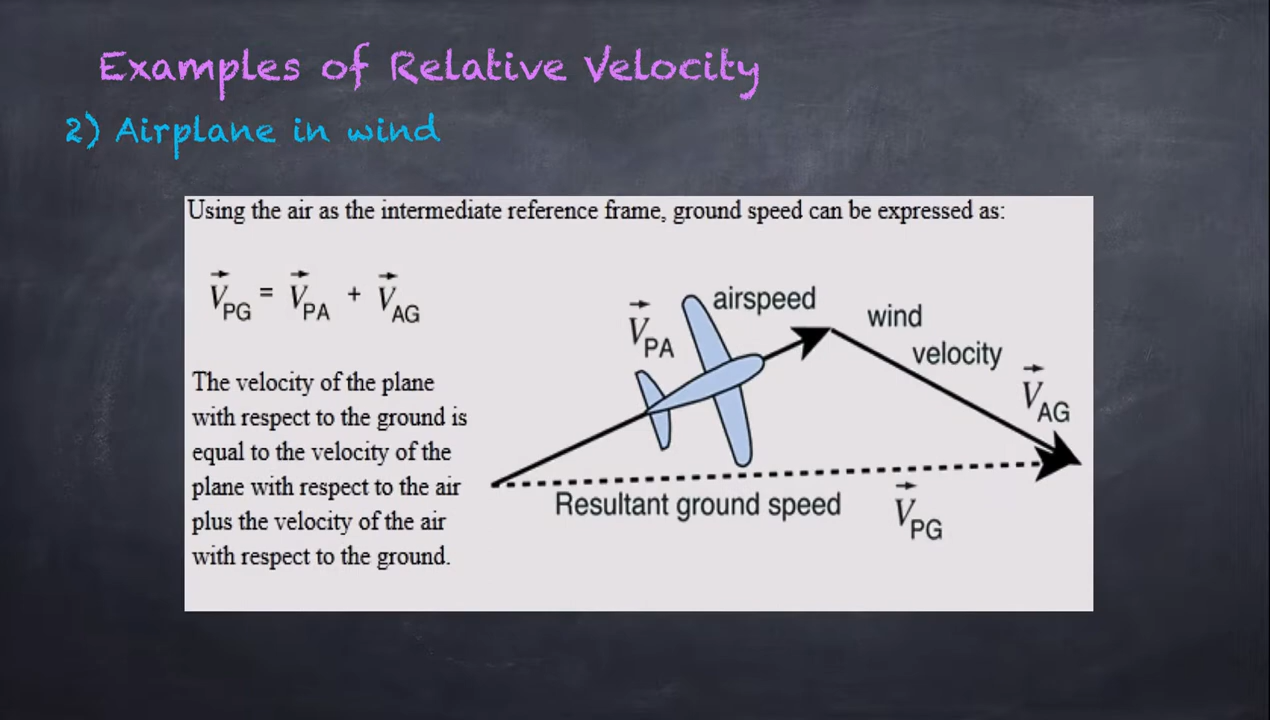 Examples of Relative Velocity
2) Airplane in wind
Using the air as the intermediate reference frame, ground speed can be expressed as:
V⃗PG = V⃗PA + V⃗AG
The velocity of the plane
with respect to the ground is
equal to the velocity of the
plane with respect to the air
plus the velocity of the air
with respect to the ground.
V⃗PA
airspeed
wind
velocity
V⃗AG
Resultant ground speed
V⃗PG